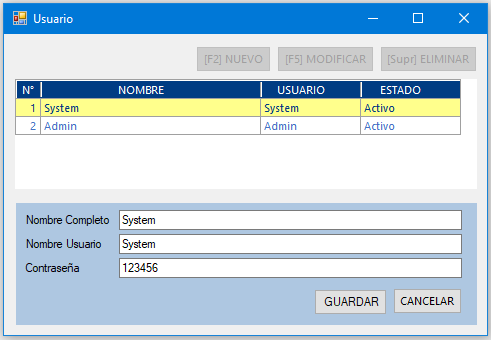 Usuario
[F2] NUEVO [F5] MODIFICAR [Supr] ELIMINAR
N° NOMBRE USUARIO ESTADO
1 System System Activo
2 Admin Admin Activo
Nombre Completo System
Nombre Usuario System
Contraseña 123456
GUARDAR CANCELAR